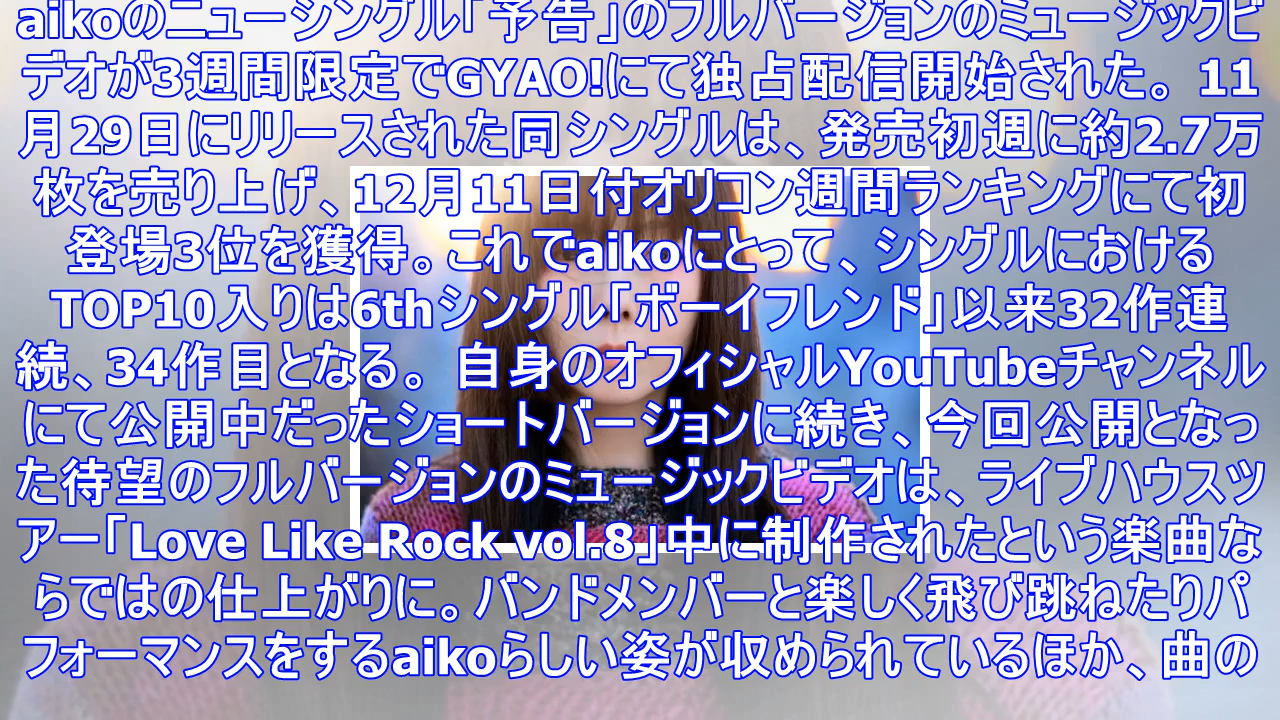 aikoのニューシングル「予告」のフルバージョンのミュージックビ
デオが3週間限定でGYAO!にて独占配信開始された。11
月29日にリリースされた同シングルは、発売初週に約2.7万
枚を売り上げ、12月11日付オリコン週間ランキングにて初
登場3位を獲得。これでaikoにとって、シングルにおける
TOP10入りは6thシングル「ボーイフレンド」以来32作連
続、34作目となる。自身のオフィシャルYouTubeチャンネル
にて公開中だったショートバージョンに続き、今回公開となっ
た待望のフルバージョンのミュージックビデオは、ライブハウスツ
アー「Love Like Rock vol.8」中に制作されたという楽曲な
らではの仕上がりに。バンドメンバーと楽しく飛び跳ねたりパ
フォーマンスをするaikoらしい姿が収められているほか、曲の